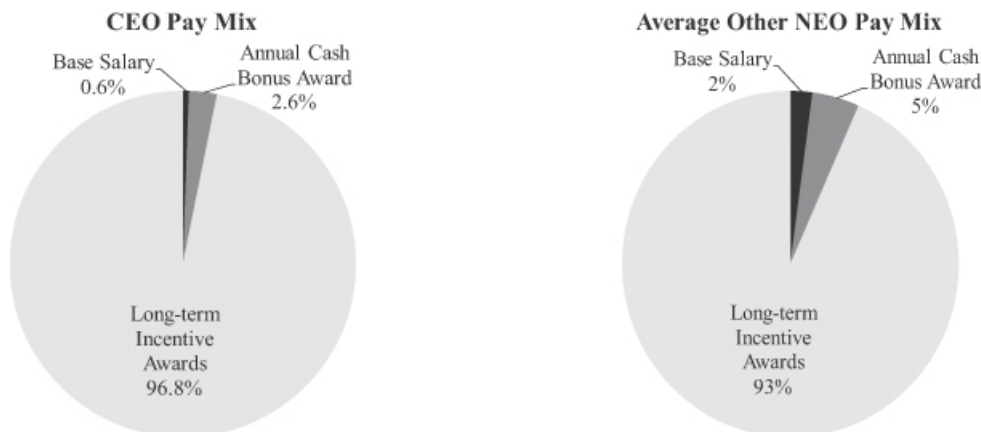 CEO Pay Mix
Base Salary
0.6%
Annual Cash
Bonus Award
2.6%
Long-term
Incentive
Awards
96.8%
Average Other NEO Pay Mix
Base Salary
2%
Annual Cash
Bonus Award
5%
Long-term
Incentive
Awards
93%